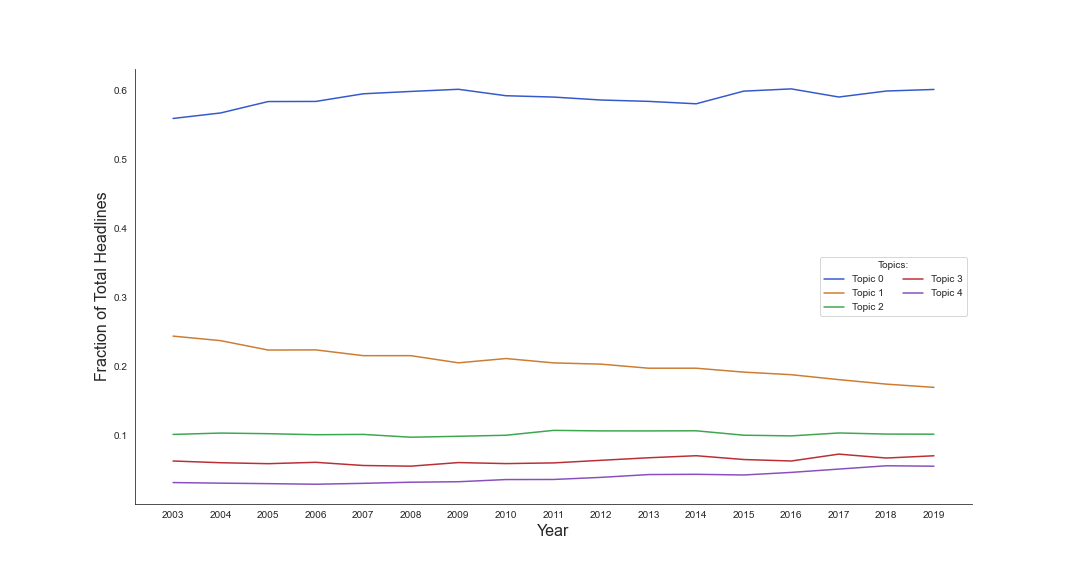 0.6
0.5
0.4
0.3
0.2
0.1
Fraction of Total Headlines
Topics:
Topic 0 Topic 3
Topic 1 Topic 4
Topic 2
2003 2004 2005 2006 2007 2008 2009 2010 2011 2012 2013 2014 2015 2016 2017 2018 2019
Year